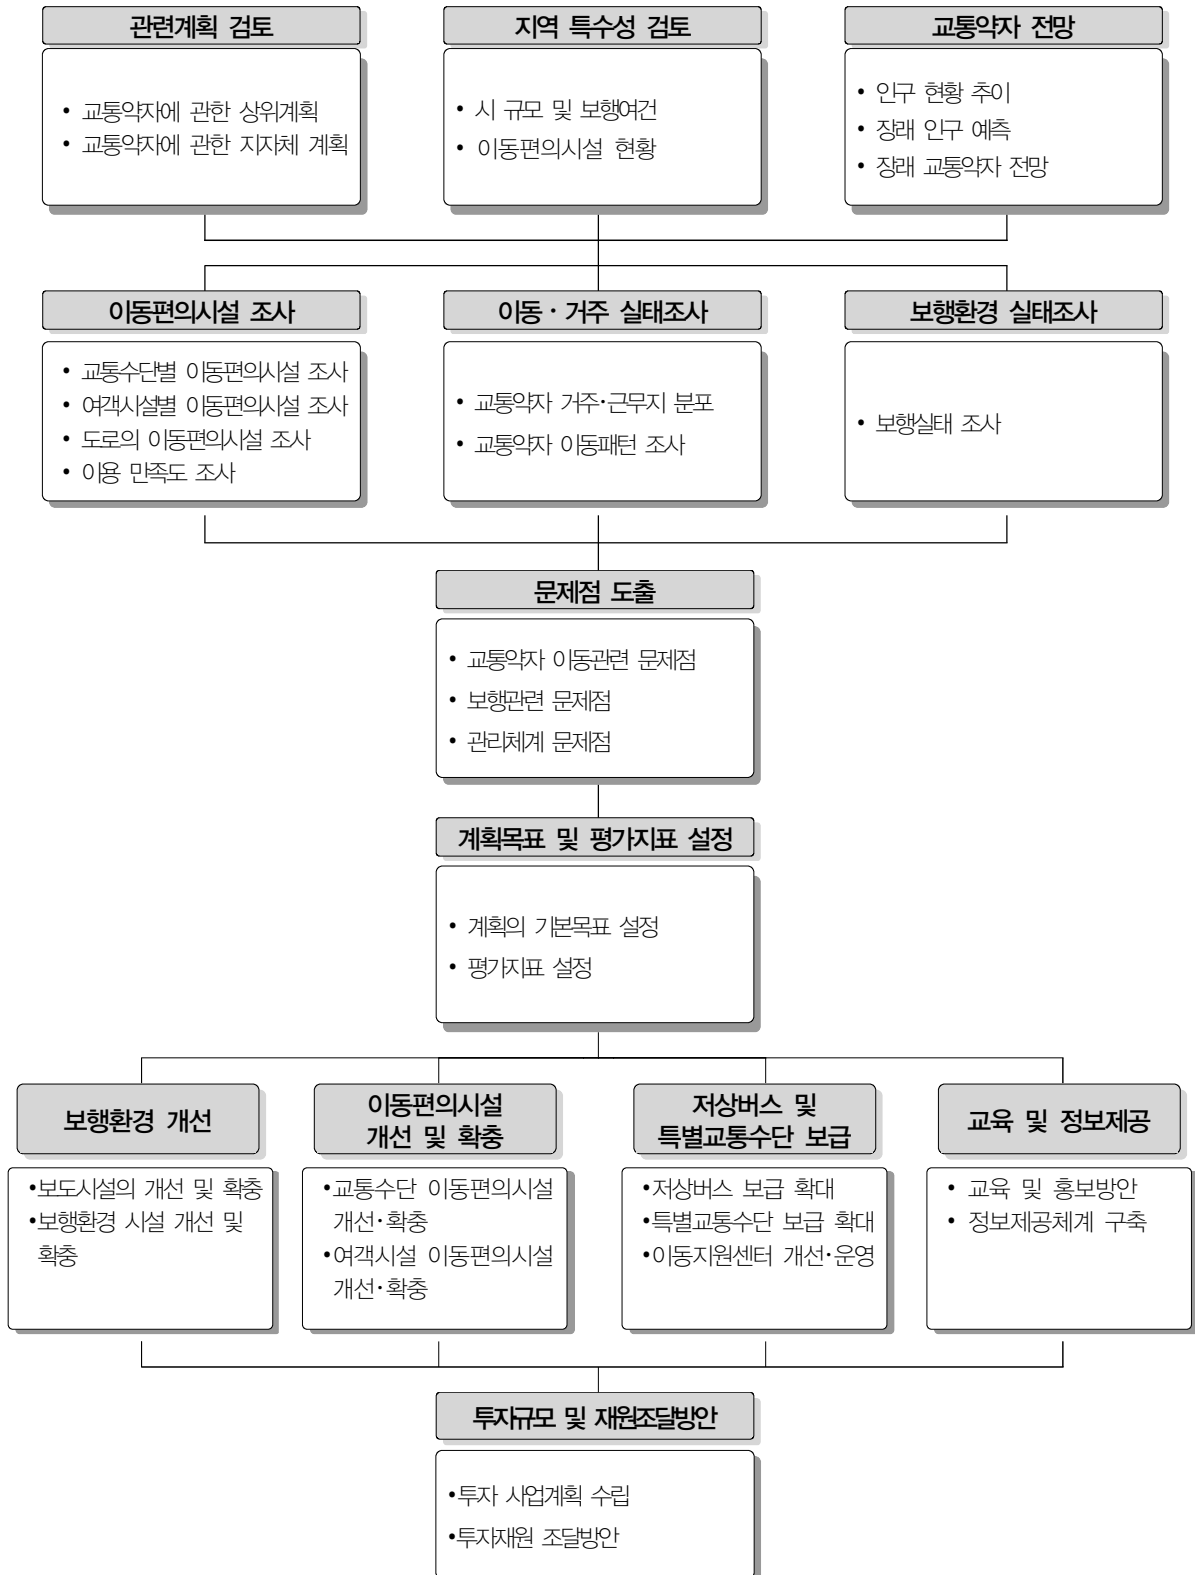 관련계획 검토
• 교통약자에 관한 상위계획
• 교통약자에 관한 지자체 계획
지역 특수성 검토
• 시 규모 및 보행여건
• 이동편의시설 현황
교통약자 전망
• 인구 현황 추이
• 장래 인구 예측
• 장래 교통약자 전망
이동편의시설 조사
• 교통수단별 이동편의시설 조사
• 여객시설별 이동편의시설 조사
• 도로의 이동편의시설 조사
• 이용 만족도 조사
이동 · 거주 실태조사
• 교통약자 거주·근무지 분포
• 교통약자 이동패턴 조사
보행환경 실태조사
• 보행실태 조사
문제점 도출
• 교통약자 이동관련 문제점
• 보행관련 문제점
• 관리체계 문제점
계획목표 및 평가지표 설정
• 계획의 기본목표 설정
• 평가지표 설정
보행환경 개선
•보도시설의 개선 및 확충
•보행환경 시설 개선 및
확충
이동편의시설
개선 및 확충
•교통수단 이동편의시설
개선·확충
•여객시설 이동편의시설
개선·확충
저상버스 및
특별교통수단 보급
•저상버스 보급 확대
•특별교통수단 보급 확대
•이동지원센터 개선·운영
교육 및 정보제공
• 교육 및 홍보방안
• 정보제공체계 구축
투자규모 및 재원조달방안
•투자 사업계획 수립
•투자재원 조달방안